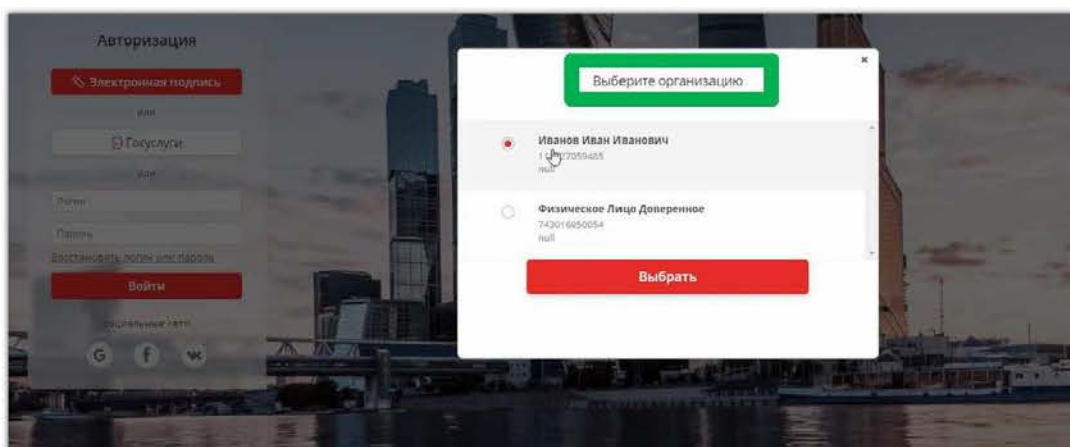 Авторизация
Электронная подпись
или
Госуслуги
или
Логин
Пароль
Восстановить логин или пароль
Войти
социальные сети
Выберите организацию
Иванов Иван Иванович
null
Физическое Лицо Доверенное
743016950054
null
Выбрать